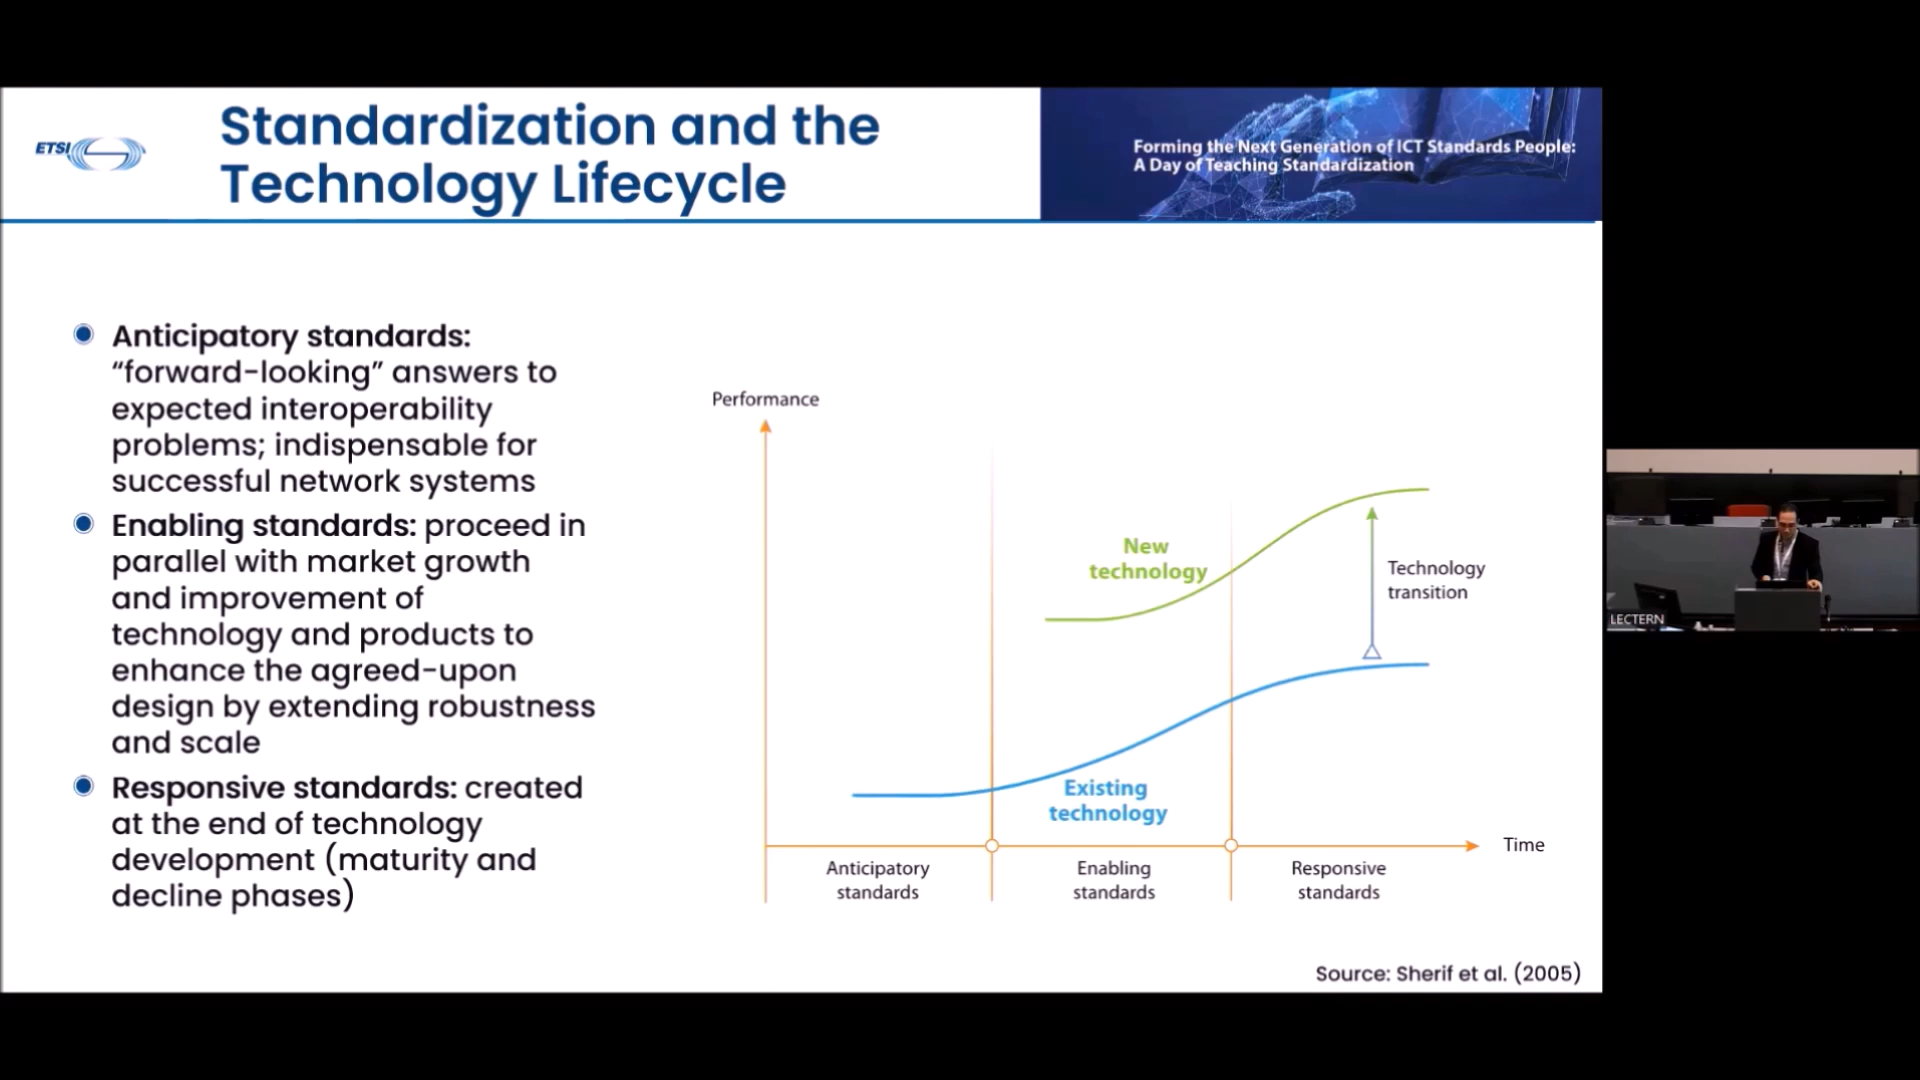 ETSI
Standardization and the
Technology Lifecycle
Forming the Next Generation of ICT Standards People:
A Day of Teaching Standardization
Anticipatory standards:
“forward-looking” answers to
expected interoperability
problems; indispensable for
successful network systems
Enabling standards: proceed in
parallel with market growth
and improvement of
technology and products to
enhance the agreed-upon
design by extending robustness
and scale
Responsive standards: created
at the end of technology
development (maturity and
decline phases)
Performance
New
technology
Technology
transition
Existing
technology
Time
Anticipatory
standards
Enabling
standards
Responsive
standards
Source: Sherif et al. (2005)
LECTERN